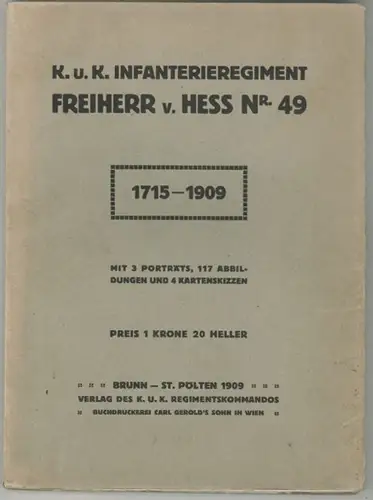 K. u. K. INFANTERIEREGIMENT
FREIHERR v. HESS NR. 49
1715—1909
MIT 3 PORTRÄTS, 117 ABBIL-
DUNGEN UND 4 KARTENSKIZZEN
PREIS 1 KRONE 20 HELLER
BRUNN — ST. PÖLTEN 1909
VERLAG DES K. U. K. REGIMENTSKOMMANDOS
BUCHDRUCKEREI CARL GEROLD'S SOHN IN WIEN